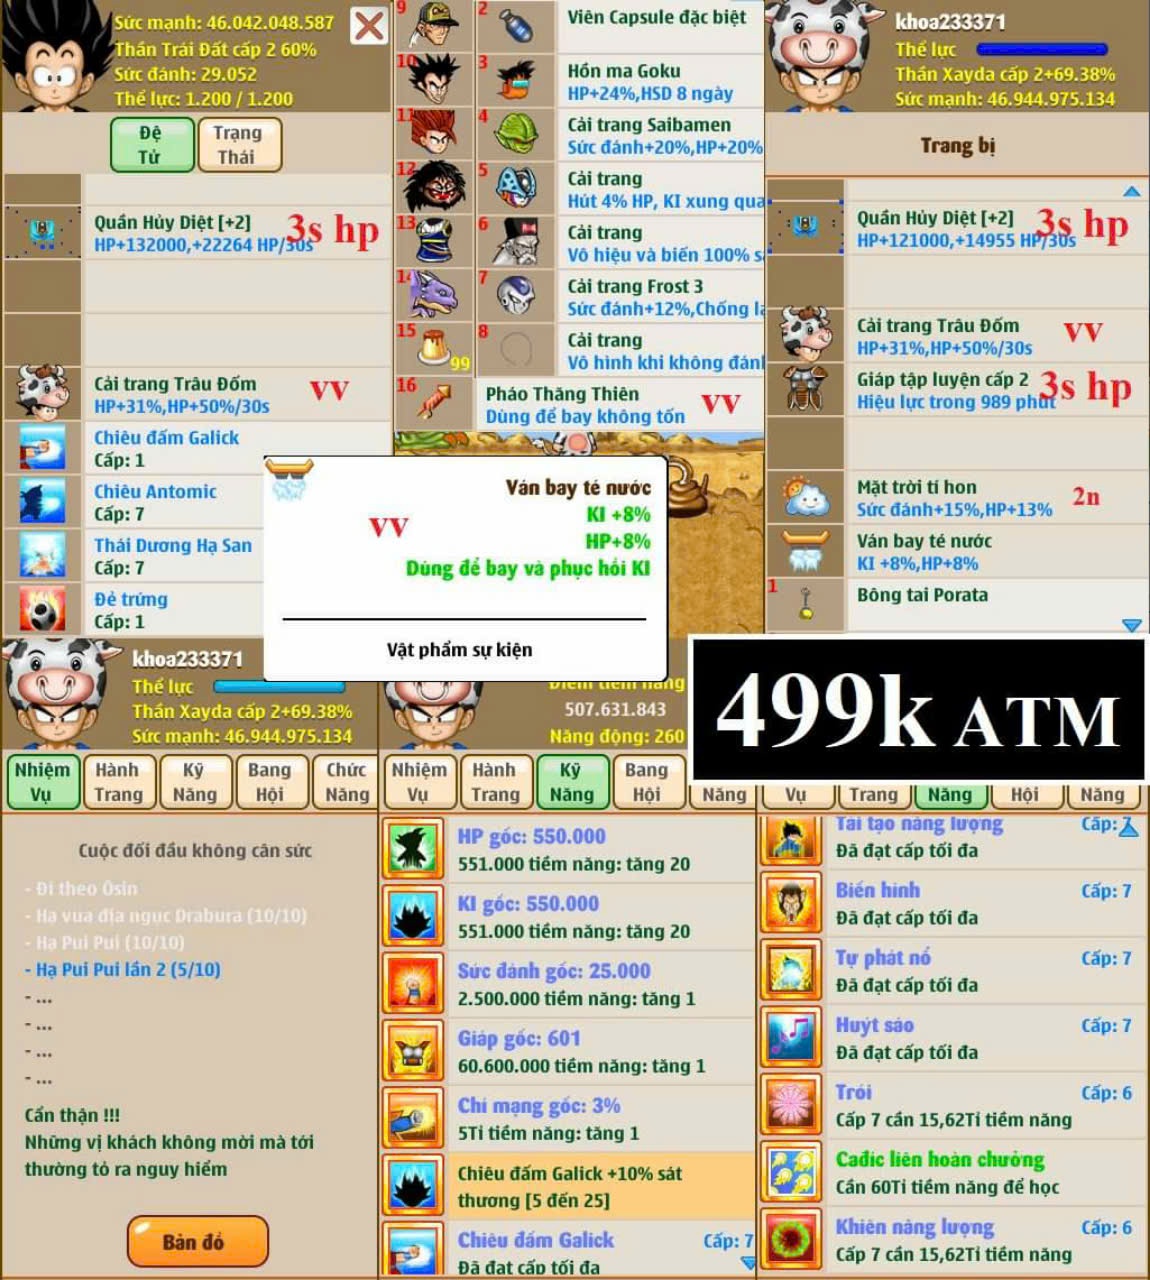 Sức mạnh: 46.042.048.587
Thần Trái Đất cấp 2 60%
Sức đánh: 29.052
Thể lực: 1.200 / 1.200
Đệ
Tử
Trạng
Thái
Quần Hủy Diệt [+2]
HP+132000,+22264 HP/30s
3s hp
Cải trang Trâu Đốm
HP+31%,HP+50%/30s
vv
Chiêu đấm Galick
Cấp: 1
Chiêu Antomic
Cấp: 7
Thái Dương Hạ San
Cấp: 7
Đẻ trứng
Cấp: 1
9
10
11
12
13
14
15
99
16
2
Viên Capsule đặc biệt
3
Hồn ma Goku
HP+24%,HSD 8 ngày
4
Cải trang Saibamen
Sức đánh+20%,HP+20%
5
Cải trang
Hút 4% HP, KI xung qua
6
Cải trang
Vô hiệu và biến 100% s
7
Cải trang Frost 3
Sức đánh+12%,Chống l
8
Cải trang
Vô hình khi không đán
Pháo Thăng Thiên
Dùng để bay không tốn
vv
khoa233371
Thể lực
Thần Xayda cấp 2+69.38%
Sức mạnh: 46.944.975.134
Trang bị
Quần Hủy Diệt [+2]
HP+121000,+14955 HP/30s
3s hp
Cải trang Trâu Đốm
HP+31%,HP+50%/30s
vv
Giáp tập luyện cấp 2
Hiệu lực trong 989 phút
3s hp
Mặt trời tí hon
Sức đánh+15%,HP+13%
2n
Ván bay té nước
KI +8%,HP+8%
1
Bông tai Porata
Ván bay té nước
KI +8%
HP+8%
Dùng để bay và phục hồi KI
vv
Vật phẩm sự kiện
499k ATM
khoa233371
Thể lực
Thần Xayda cấp 2+69.38%
Sức mạnh: 46.944.975.134
Nhiệm
Vụ
Hành
Trang
Kỹ
Năng
Bang
Hội
Chức
Năng
Cuộc đối đầu không cân sức
- Đi theo Ôsin
- Hạ vua địa ngục Drabura (10/10)
- Hạ Pui Pui (10/10)
- Hạ Pui Pui lần 2 (5/10)
- ...
- ...
- ...
- ...
Cẩn thận !!!
Những vị khách không mời mà tới
thường tỏ ra nguy hiểm
Bản đồ
Điểm tiềm năng
507.631.843
Năng động: 260
Nhiệm
Vụ
Hành
Trang
Kỹ
Năng
Bang
Hội
Năng
HP gốc: 550.000
551.000 tiềm năng: tăng 20
KI gốc: 550.000
551.000 tiềm năng: tăng 20
Sức đánh gốc: 25.000
2.500.000 tiềm năng: tăng 1
Giáp gốc: 601
60.600.000 tiềm năng: tăng 1
Chí mạng gốc: 3%
5Tỉ tiềm năng: tăng 1
Chiêu đấm Galick +10% sát
thương [5 đến 25]
Chiêu đấm Galick
Cấp: 7
Đã đạt cấp tối đa
Vụ
Trang
Năng
Hội
Năng
Tái tạo năng lượng
Cấp: 7
Đã đạt cấp tối đa
Biến hình
Cấp: 7
Đã đạt cấp tối đa
Tự phát nổ
Cấp: 7
Đã đạt cấp tối đa
Huýt sáo
Cấp: 7
Đã đạt cấp tối đa
Trói
Cấp: 6
Cấp 7 cần 15,62Tỉ tiềm năng
Cađíc liên hoàn chưởng
Cần 60Tỉ tiềm năng để học
Khiên năng lượng
Cấp: 6
Cấp 7 cần 15,62Tỉ tiềm năng